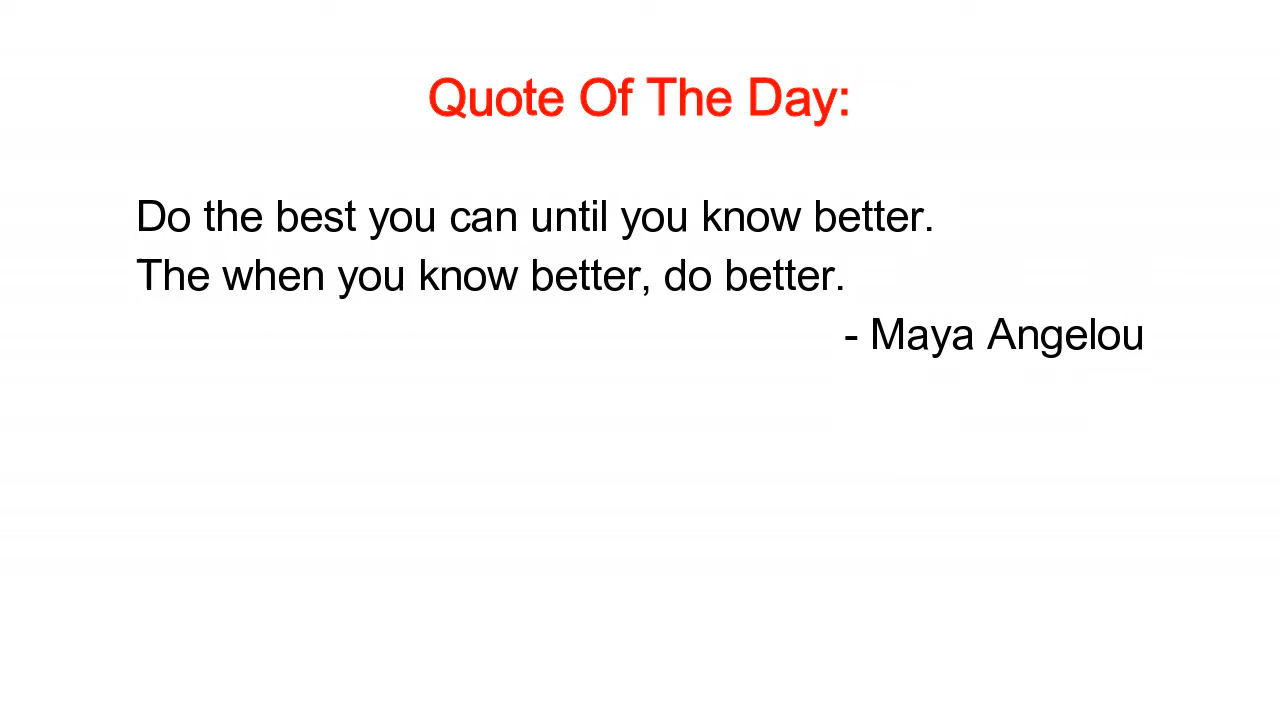 Quote Of The Day:
Do the best you can until you know better.
The when you know better, do better.
- Maya Angelou